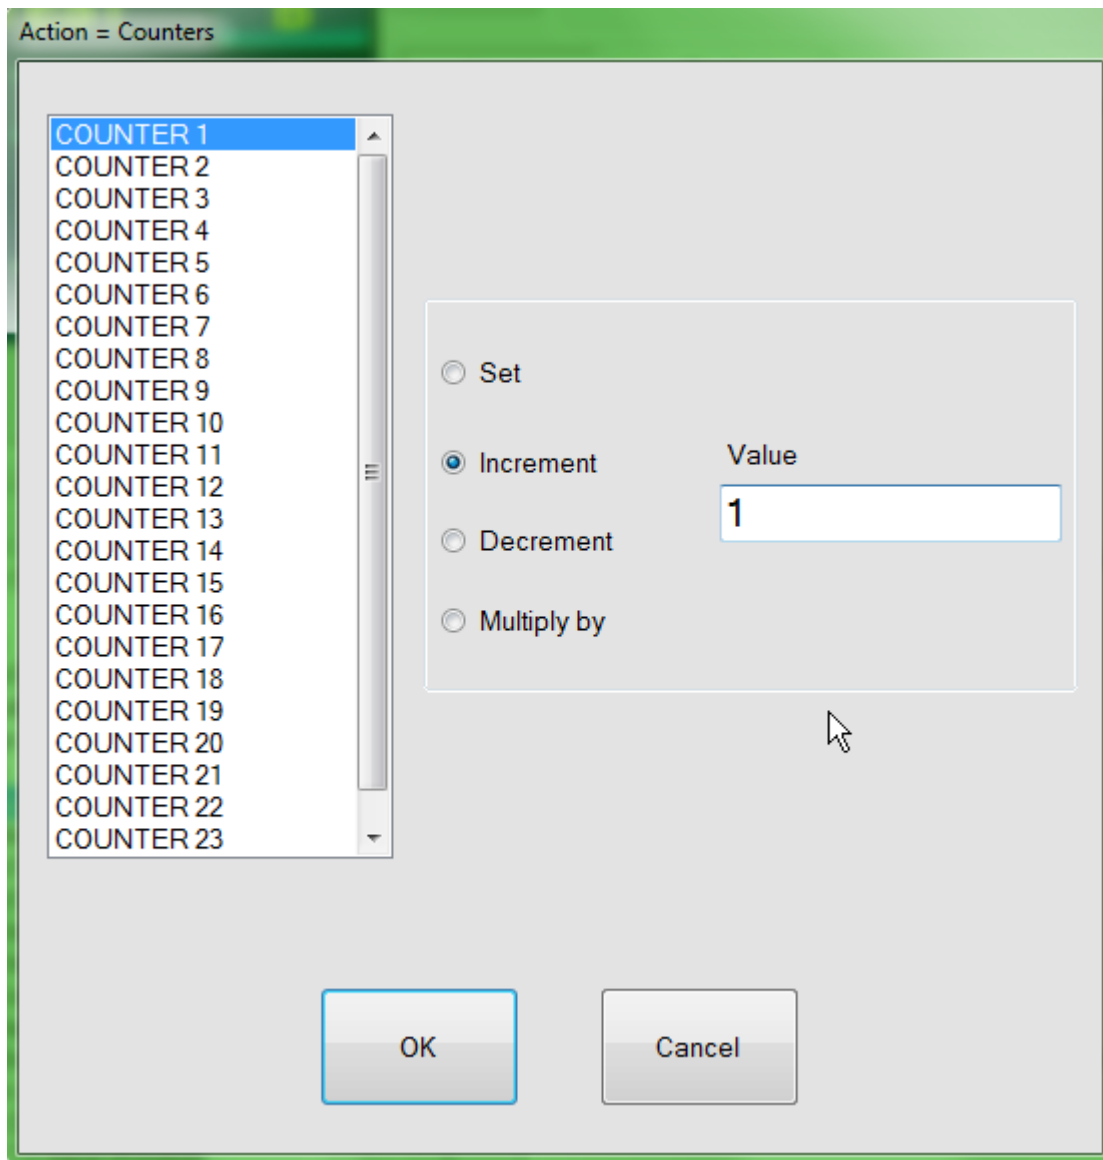 Action = Counters
COUNTER 1
COUNTER 2
COUNTER 3
COUNTER 4
COUNTER 5
COUNTER 6
COUNTER 7
COUNTER 8
COUNTER 9
COUNTER 10
COUNTER 11
COUNTER 12
COUNTER 13
COUNTER 14
COUNTER 15
COUNTER 16
COUNTER 17
COUNTER 18
COUNTER 19
COUNTER 20
COUNTER 21
COUNTER 22
COUNTER 23
Set
Increment
Decrement
Multiply by
Value
1
OK
Cancel